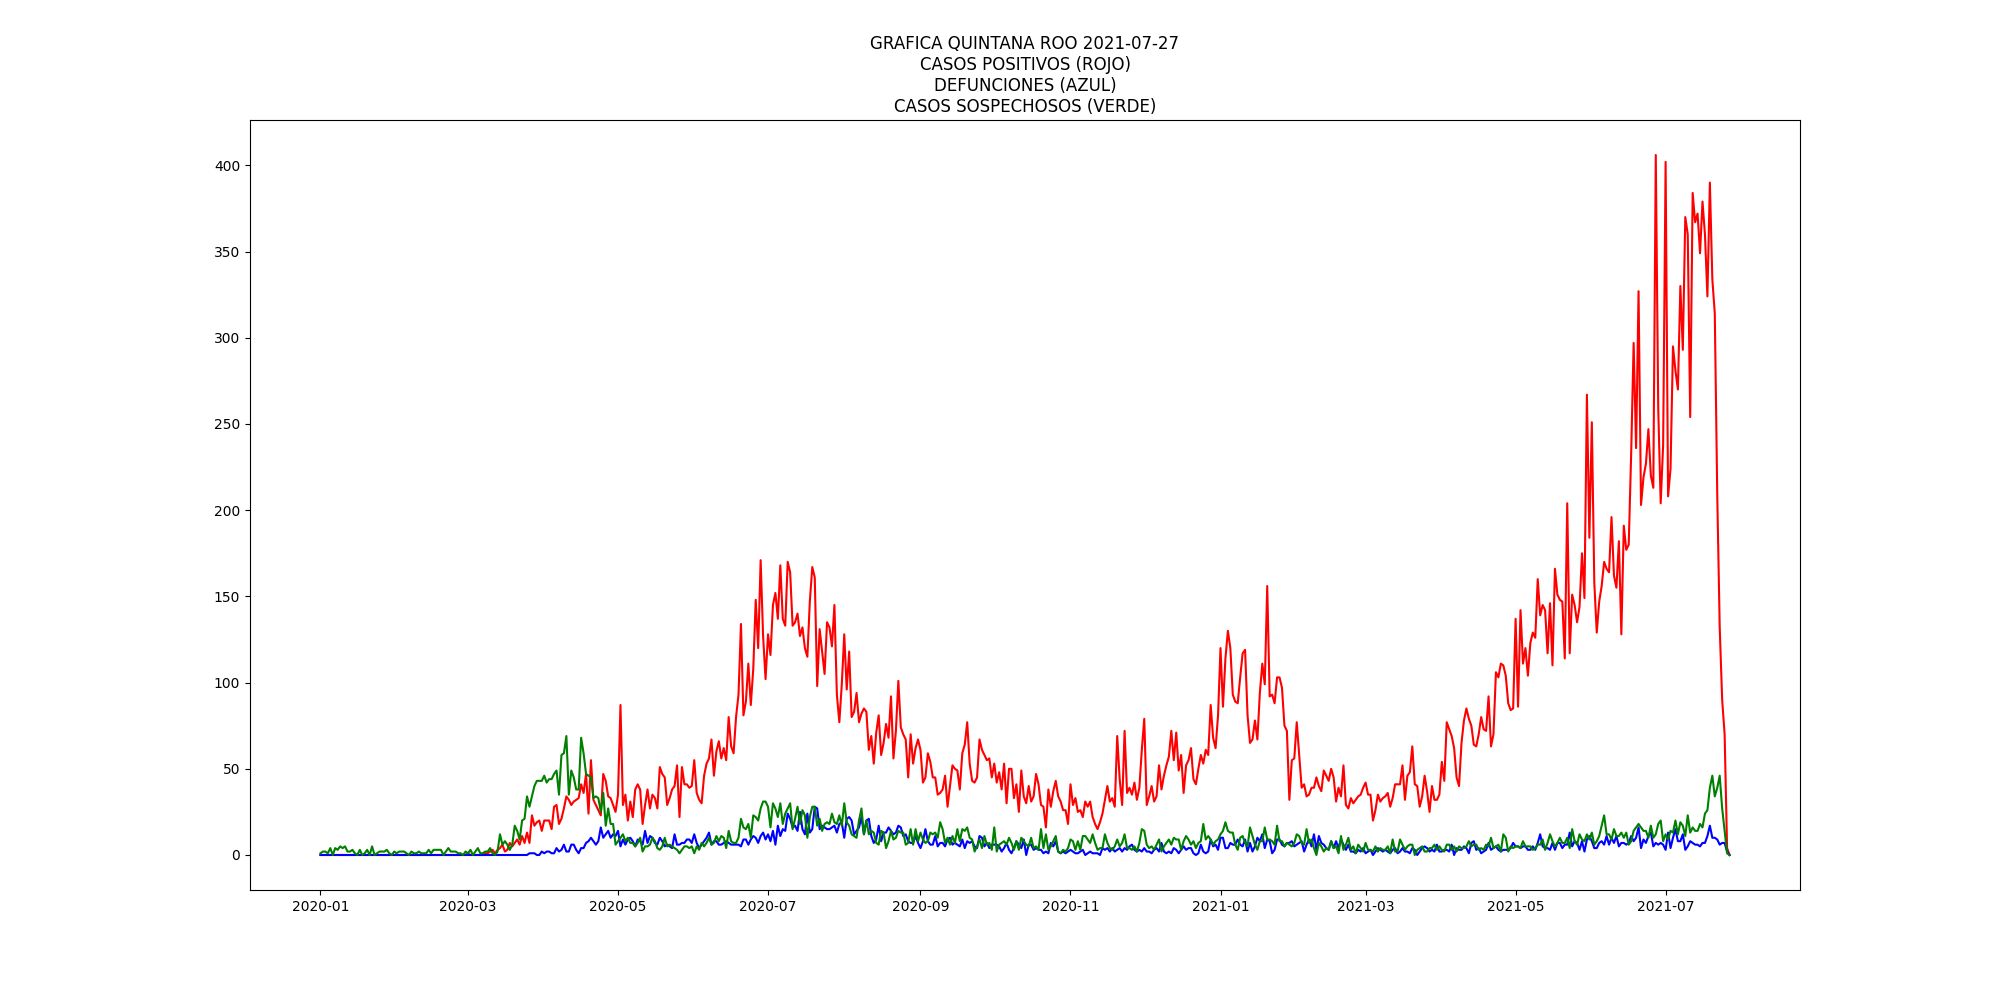 GRAFICA QUINTANA ROO 2021-07-27
CASOS POSITIVOS (ROJO)
DEFUNCIONES (AZUL)
CASOS SOSPECHOSOS (VERDE)
400
350
300
250
200
150
100
50
0
2020-01 2020-03 2020-05 2020-07 2020-09 2020-11 2021-01 2021-03 2021-05 2021-07